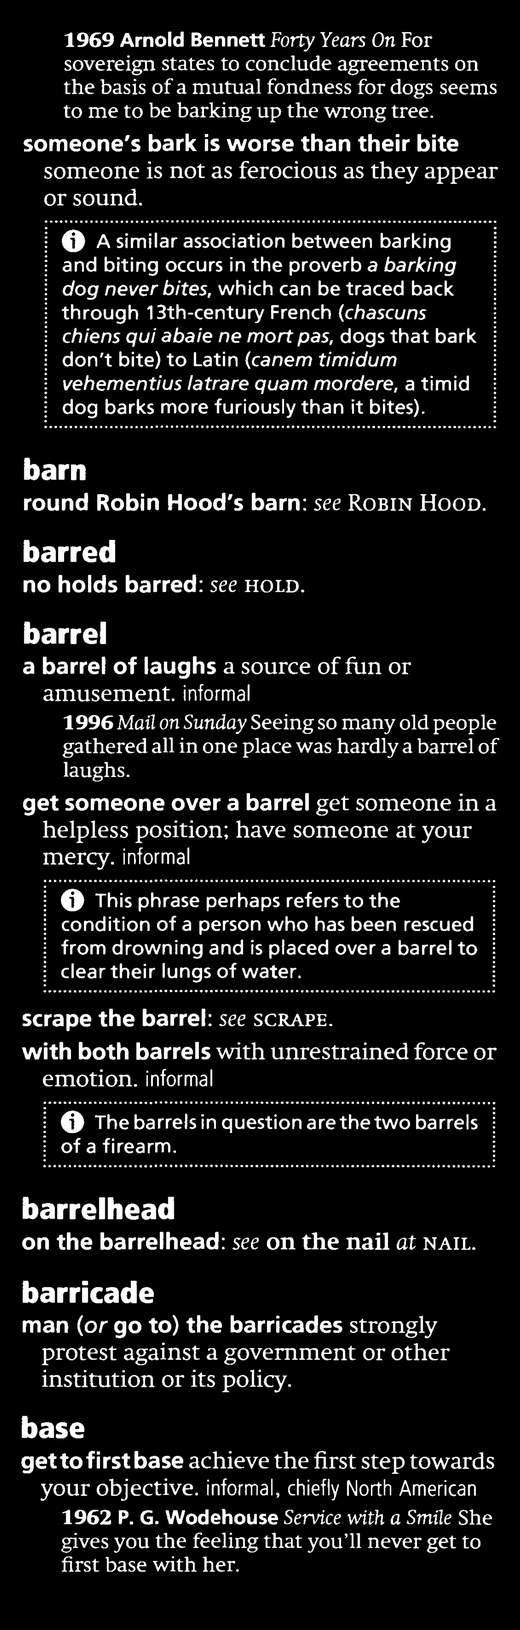 1969 Arnold Bennett Forty Years On For
sovereign states to conclude agreements on
the basis of a mutual fondness for dogs seems
to me to be barking up the wrong tree.
someone's bark is worse than their bite
someone is not as ferocious as they appear
or sound.
ⓘ A similar association between barking
and biting occurs in the proverb a barking
dog never bites, which can be traced back
through 13th-century French (chascuns
chiens qui abaie ne mort pas, dogs that bark
don't bite) to Latin (canem timidum
vehementius latrare quam mordere, a timid
dog barks more furiously than it bites).
barn
round Robin Hood's barn: see ROBIN HOOD.
barred
no holds barred: see HOLD.
barrel
a barrel of laughs a source of fun or
amusement. informal
1996 Mail on Sunday Seeing so many old people
gathered all in one place was hardly a barrel of
laughs.
get someone over a barrel get someone in a
helpless position; have someone at your
mercy. informal
ⓘ This phrase perhaps refers to the
condition of a person who has been rescued
from drowning and is placed over a barrel to
clear their lungs of water.
scrape the barrel: see SCRAPE.
with both barrels with unrestrained force or
emotion. informal
ⓘ The barrels in question are the two barrels
of a firearm.
barrelhead
on the barrelhead: see on the nail at NAIL.
barricade
man (or go to) the barricades strongly
protest against a government or other
institution or its policy.
base
get to first base achieve the first step towards
your objective. informal, chiefly North American
1962 P. G. Wodehouse Service with a Smile She
gives you the feeling that you'll never get to
first base with her.